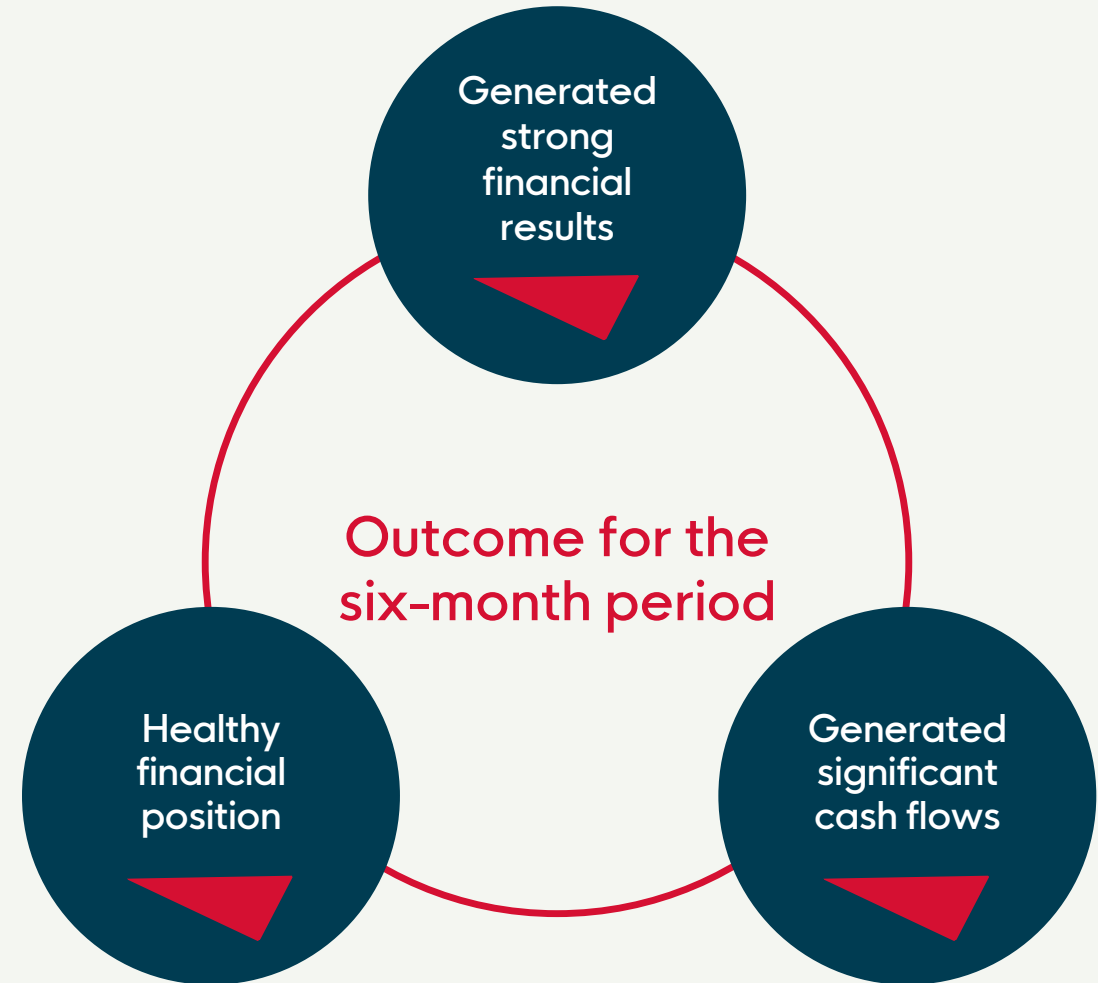 Generated
strong
financial
results
Outcome for the
six-month period
Healthy
financial
position
Generated
significant
cash flows